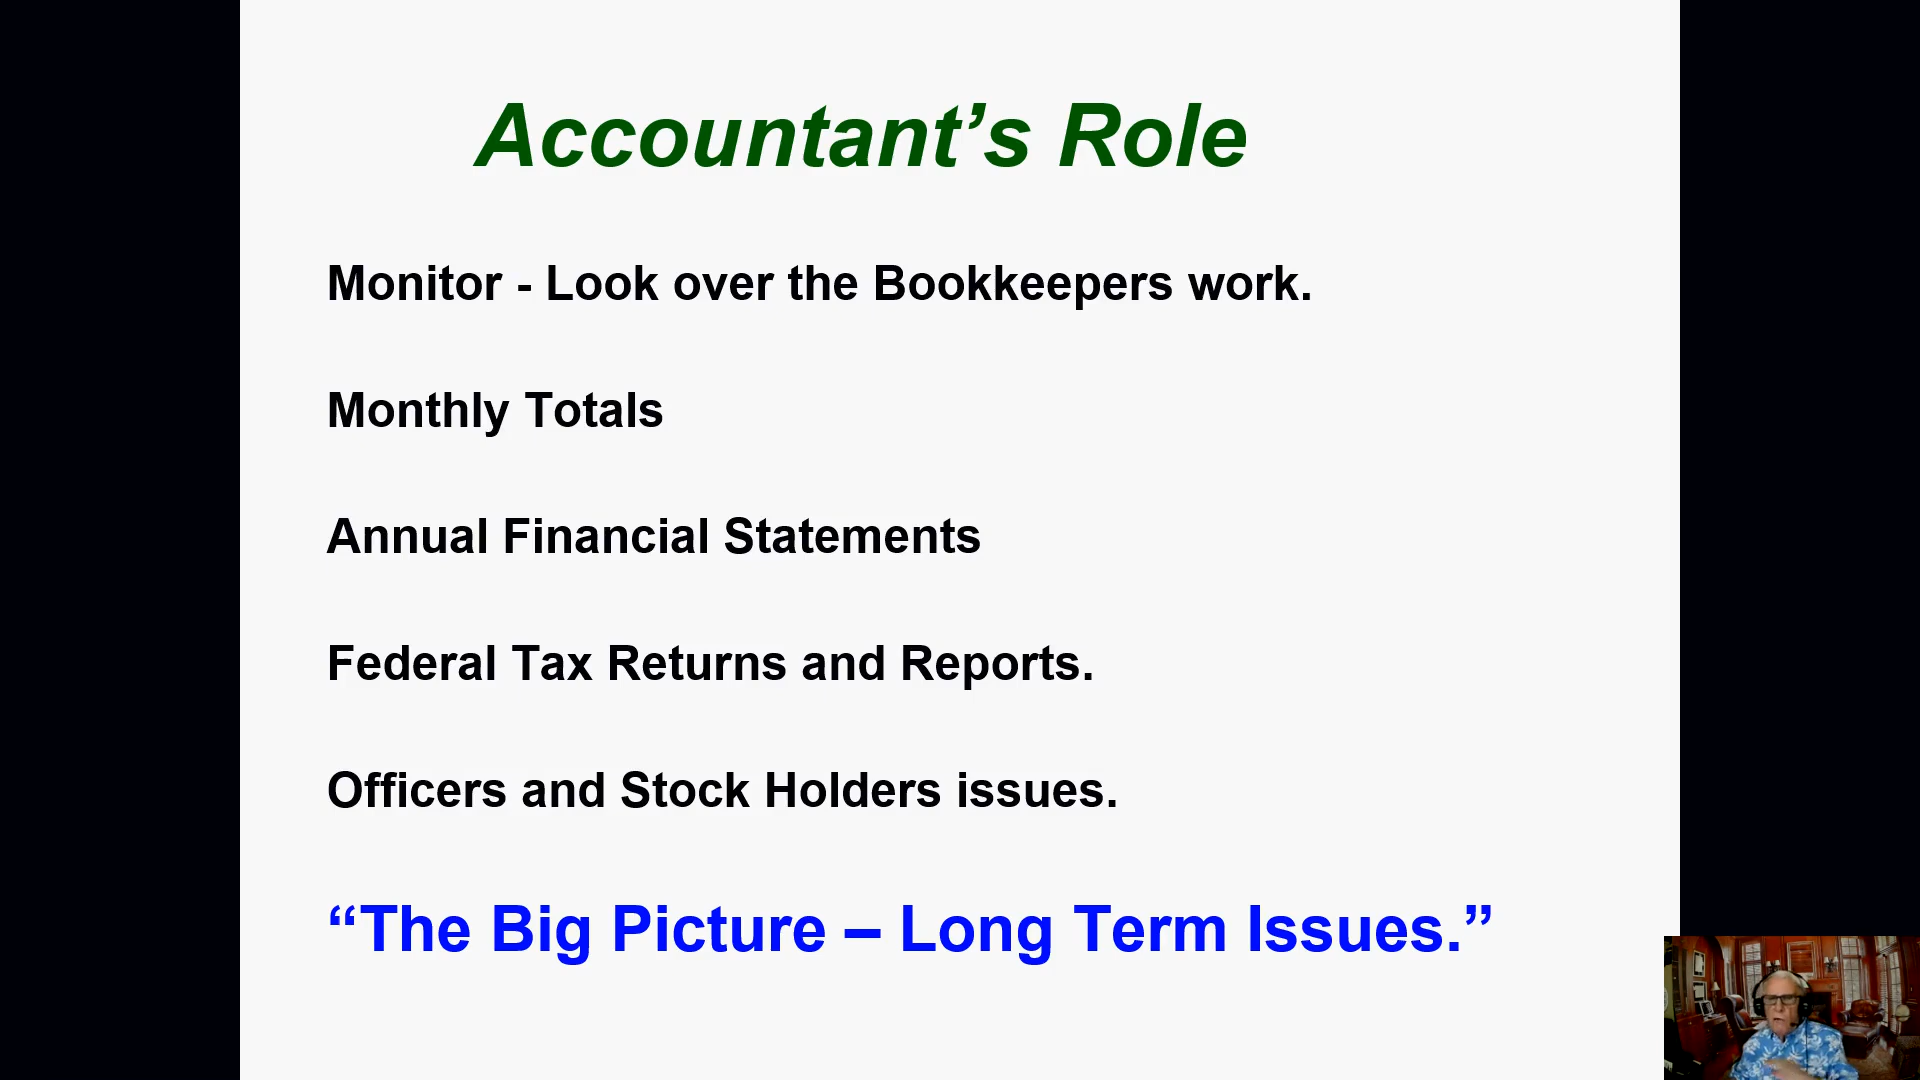 Accountant’s Role
Monitor - Look over the Bookkeepers work.
Monthly Totals
Annual Financial Statements
Federal Tax Returns and Reports.
Officers and Stock Holders issues.
“The Big Picture – Long Term Issues.”